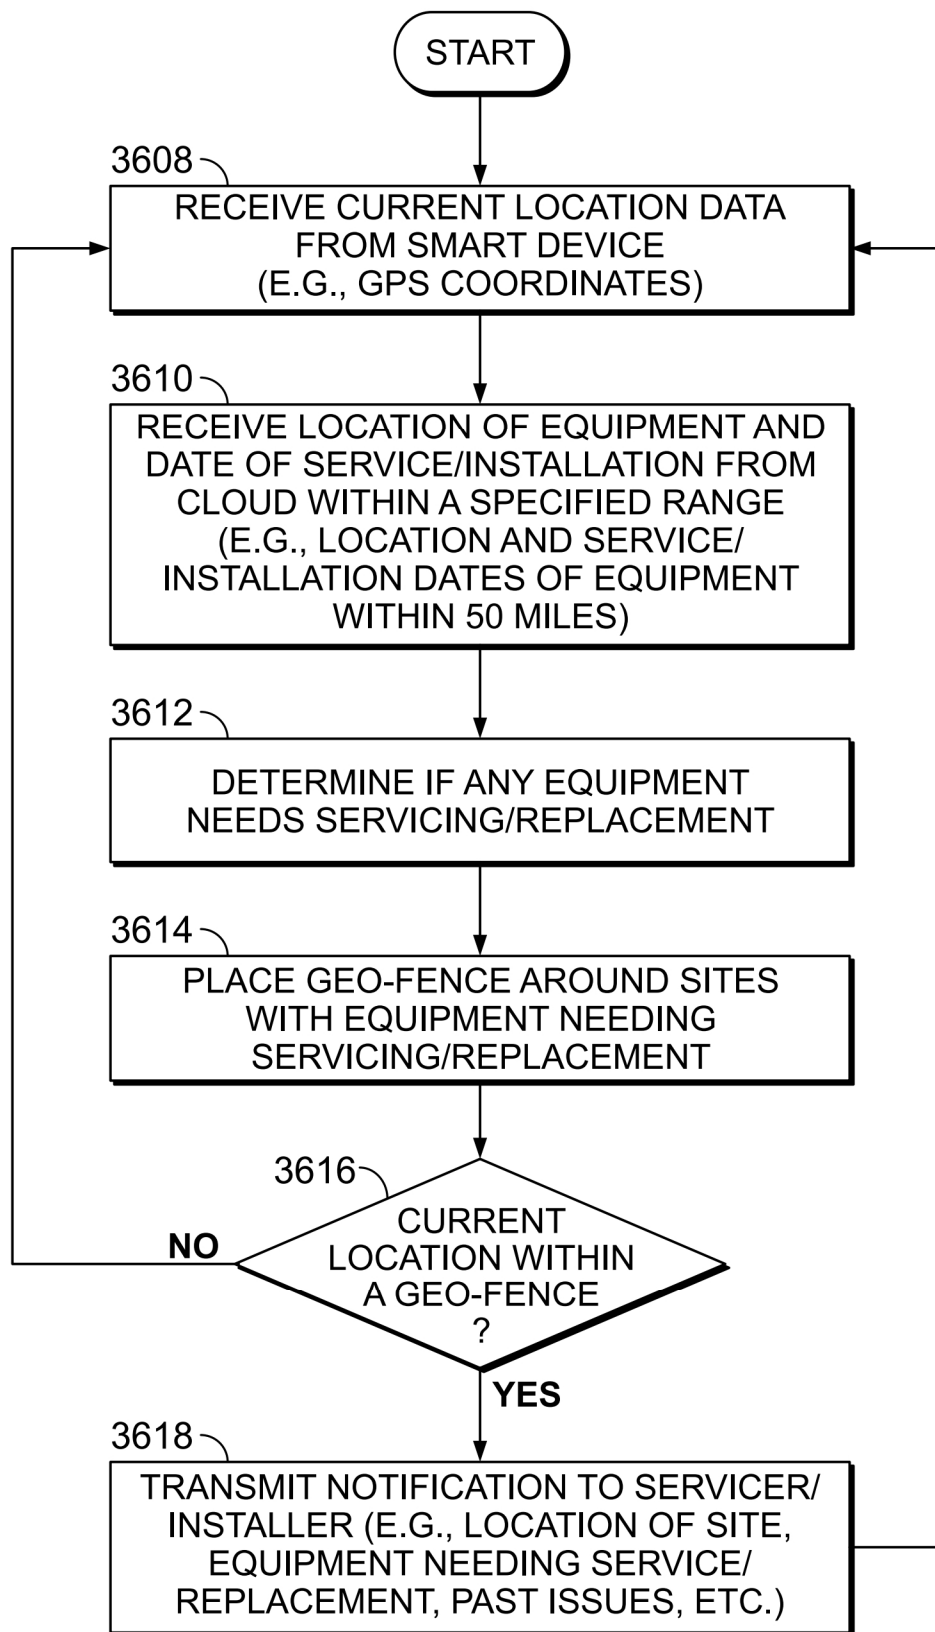 START
3608
RECEIVE CURRENT LOCATION DATA
FROM SMART DEVICE
(E.G., GPS COORDINATES)
3610
RECEIVE LOCATION OF EQUIPMENT AND
DATE OF SERVICE/INSTALLATION FROM
CLOUD WITHIN A SPECIFIED RANGE
(E.G., LOCATION AND SERVICE/
INSTALLATION DATES OF EQUIPMENT
WITHIN 50 MILES)
3612
DETERMINE IF ANY EQUIPMENT
NEEDS SERVICING/REPLACEMENT
3614
PLACE GEO-FENCE AROUND SITES
WITH EQUIPMENT NEEDING
SERVICING/REPLACEMENT
3616
CURRENT
LOCATION WITHIN
A GEO-FENCE
?
NO
YES
3618
TRANSMIT NOTIFICATION TO SERVICER/
INSTALLER (E.G., LOCATION OF SITE,
EQUIPMENT NEEDING SERVICE/
REPLACEMENT, PAST ISSUES, ETC.)